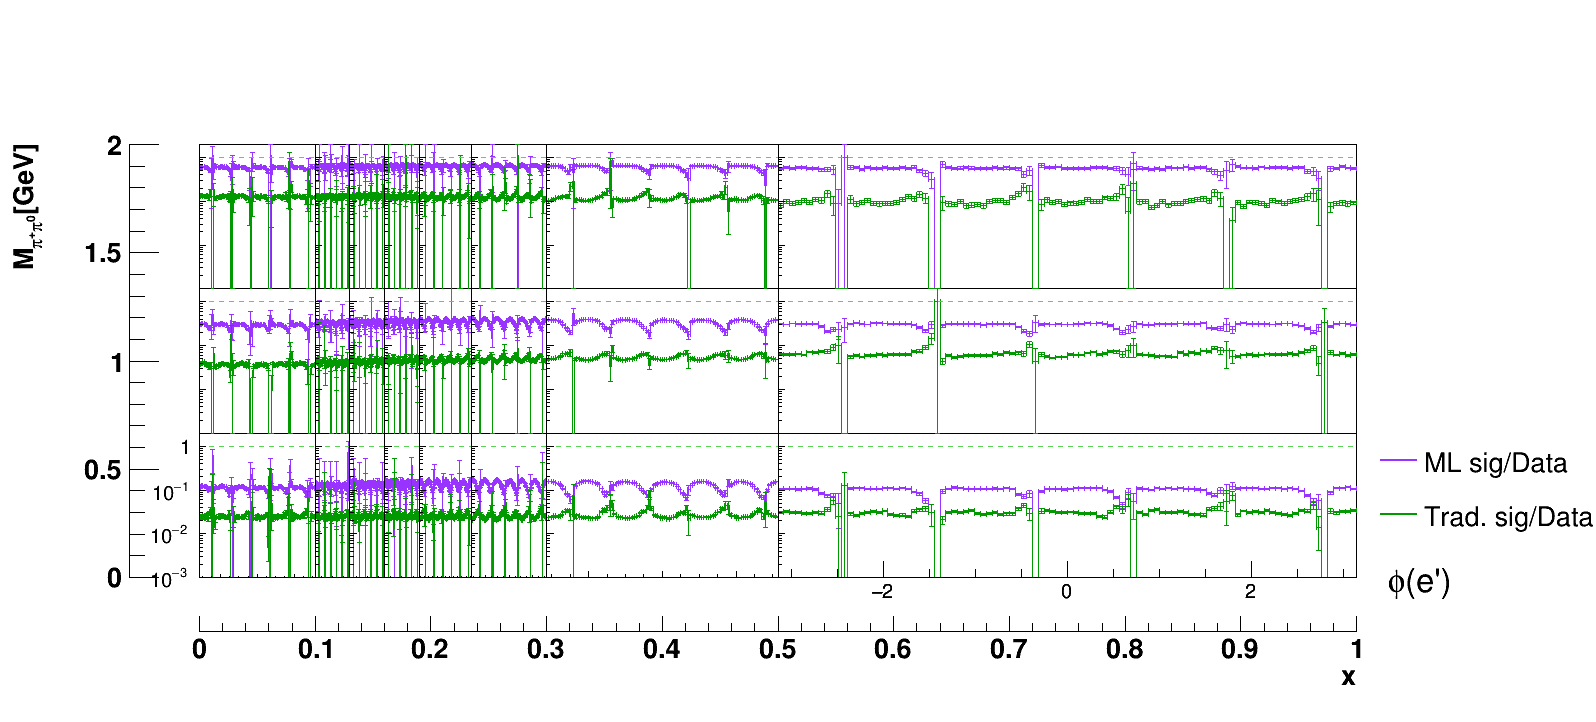 M π⁺π⁰ [GeV]
2
1.5
1
0.5
0
1
10⁻¹
10⁻²
10⁻³
−2 0 2
ϕ(e')
0 0.1 0.2 0.3 0.4 0.5 0.6 0.7 0.8 0.9 1
x
ML sig/Data
Trad. sig/Data